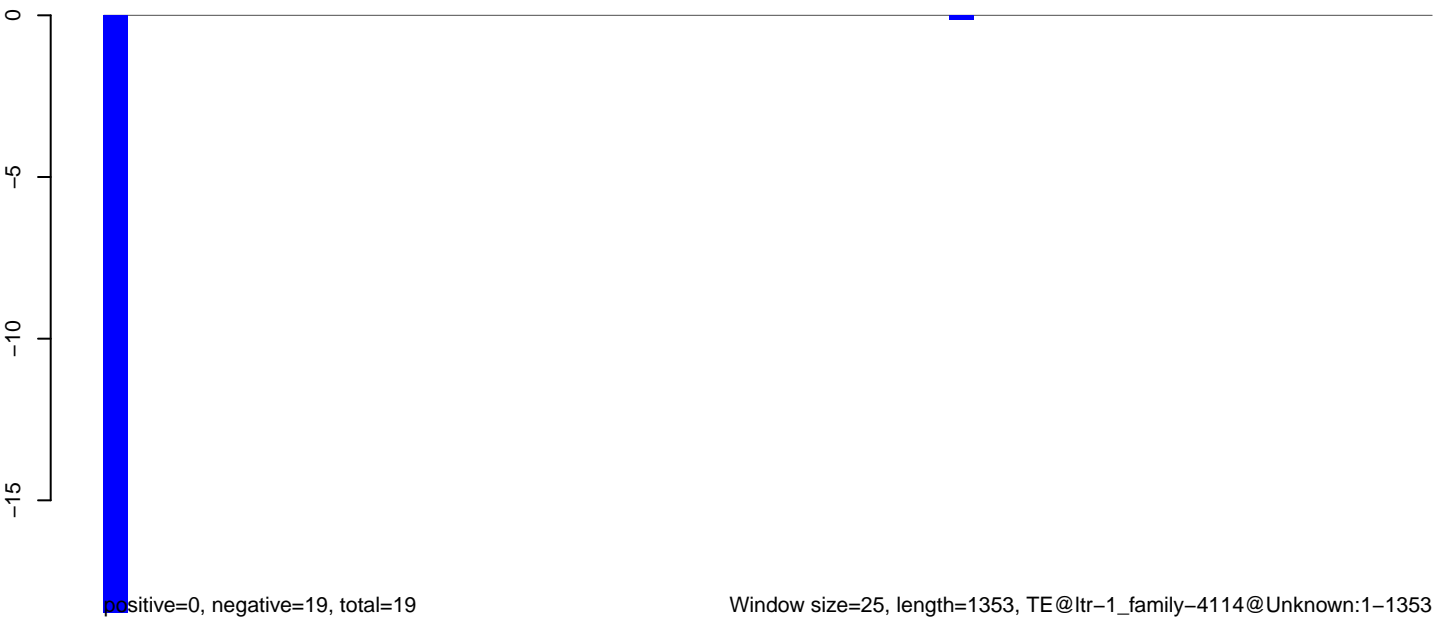 0
−5
−10
−15
positive=0, negative=19, total=19
Window size=25, length=1353, TE@ltr−1_family−4114@Unknown:1−1353